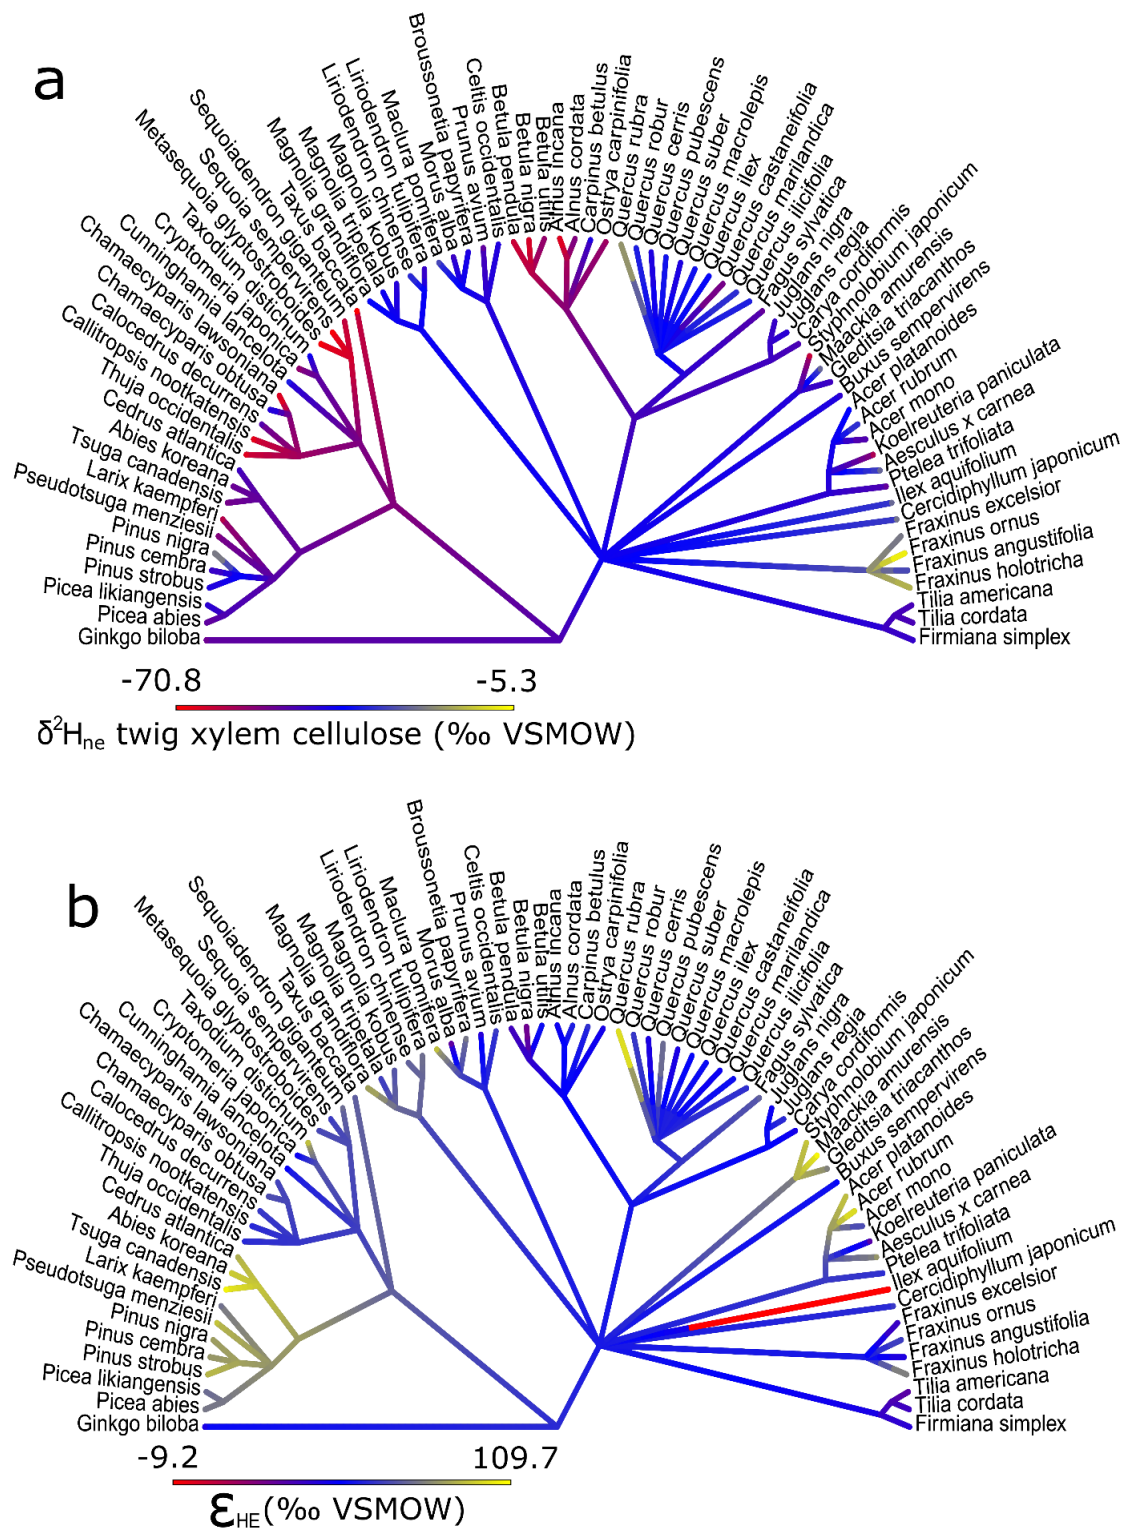 a
Ginkgo biloba
Picea abies
Picea likiangensis
Pinus strobus
Pinus cembra
Pinus nigra
Pseudotsuga menziesii
Larix kaempferi
Tsuga canadensis
Abies koreana
Cedrus atlantica
Thuja occidentalis
Callitropsis nootkatensis
Calocedrus decurrens
Chamaecyparis obtusa
Chamaecyparis lawsoniana
Cunninghamia lancelota
Cryptomeria japonica
Taxodium distichum
Metasequoia glyptostroboides
Sequoia sempervirens
Sequoiadendron giganteum
Taxus baccata
Magnolia grandiflora
Magnolia tripetala
Magnolia kobus
Liriodendron chinense
Liriodendron tulipifera
Maclura pomifera
Morus alba
Broussonetia papyrifera
Prunus avium
Celtis occidentalis
Betula pendula
Betula nigra
Betula utilis
Alnus incana
Alnus cordata
Carpinus betulus
Ostrya carpinifolia
Quercus rubra
Quercus robur
Quercus cerris
Quercus pubescens
Quercus suber
Quercus macrolepis
Quercus ilex
Quercus castaneifolia
Quercus marilandica
Quercus ilicifolia
Fagus sylvatica
Juglans nigra
Juglans regia
Carya cordiformis
Styphnolobium japonicum
Maackia amurensis
Gleditsia triacanthos
Buxus sempervirens
Acer platanoides
Acer rubrum
Acer mono
Koelreuteria paniculata
Aesculus x carnea
Ptelea trifoliata
Ilex aquifolium
Cercidiphyllum japonicum
Fraxinus excelsior
Fraxinus ornus
Fraxinus angustifolia
Fraxinus holotricha
Tilia americana
Tilia cordata
Firmiana simplex
-70.8 -5.3
δ²Hne twig xylem cellulose (‰ VSMOW)
b
Ginkgo biloba
Picea abies
Picea likiangensis
Pinus strobus
Pinus cembra
Pinus nigra
Pseudotsuga menziesii
Larix kaempferi
Tsuga canadensis
Abies koreana
Cedrus atlantica
Thuja occidentalis
Callitropsis nootkatensis
Calocedrus decurrens
Chamaecyparis obtusa
Chamaecyparis lawsoniana
Cunninghamia lancelota
Cryptomeria japonica
Taxodium distichum
Metasequoia glyptostroboides
Sequoia sempervirens
Sequoiadendron giganteum
Taxus baccata
Magnolia grandiflora
Magnolia tripetala
Magnolia kobus
Liriodendron chinense
Liriodendron tulipifera
Maclura pomifera
Morus alba
Broussonetia papyrifera
Prunus avium
Celtis occidentalis
Betula pendula
Betula nigra
Betula utilis
Alnus incana
Alnus cordata
Carpinus betulus
Ostrya carpinifolia
Quercus rubra
Quercus robur
Quercus cerris
Quercus pubescens
Quercus suber
Quercus macrolepis
Quercus ilex
Quercus castaneifolia
Quercus marilandica
Quercus ilicifolia
Fagus sylvatica
Juglans nigra
Juglans regia
Carya cordiformis
Styphnolobium japonicum
Maackia amurensis
Gleditsia triacanthos
Buxus sempervirens
Acer platanoides
Acer rubrum
Acer mono
Koelreuteria paniculata
Aesculus x carnea
Ptelea trifoliata
Ilex aquifolium
Cercidiphyllum japonicum
Fraxinus excelsior
Fraxinus ornus
Fraxinus angustifolia
Fraxinus holotricha
Tilia americana
Tilia cordata
Firmiana simplex
-9.2 109.7
ƐHE (‰ VSMOW)